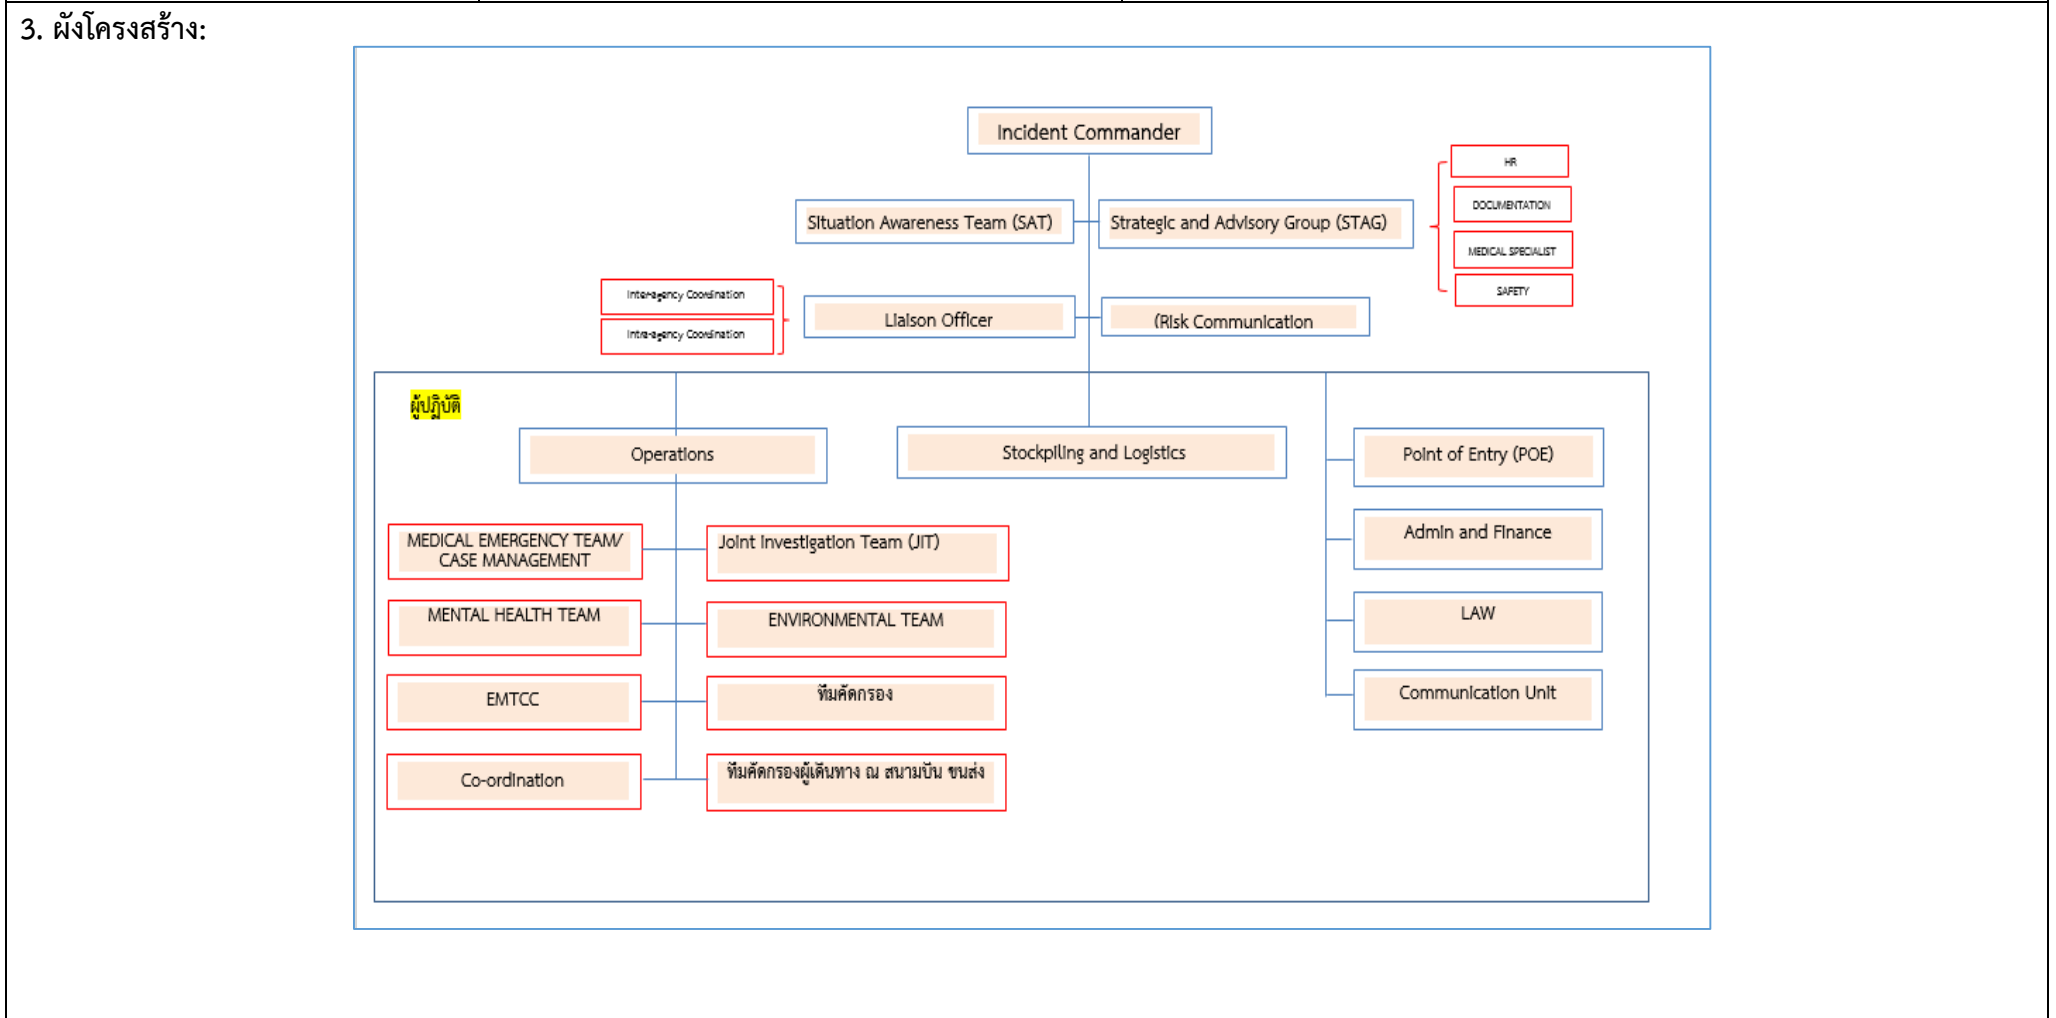 3. ผังโครงสร้าง:
Incident Commander
HR
DOCUMENTATION
MEDICAL SPECIALIST
SAFETY
Situation Awareness Team (SAT)
Strategic and Advisory Group (STAG)
Inter-agency Coordination
Intra-agency Coordination
Liaison Officer
(Risk Communication
ผู้ปฏิบัติ
Operations
Stockpiling and Logistics
Point of Entry (POE)
MEDICAL EMERGENCY TEAM/
CASE MANAGEMENT
Joint Investigation Team (JIT)
Admin and Finance
MENTAL HEALTH TEAM
ENVIRONMENTAL TEAM
LAW
EMTCC
ทีมคัดกรอง
Communication Unit
Co-ordination
ทีมคัดกรองผู้เดินทาง ณ สนามบิน ขนส่ง